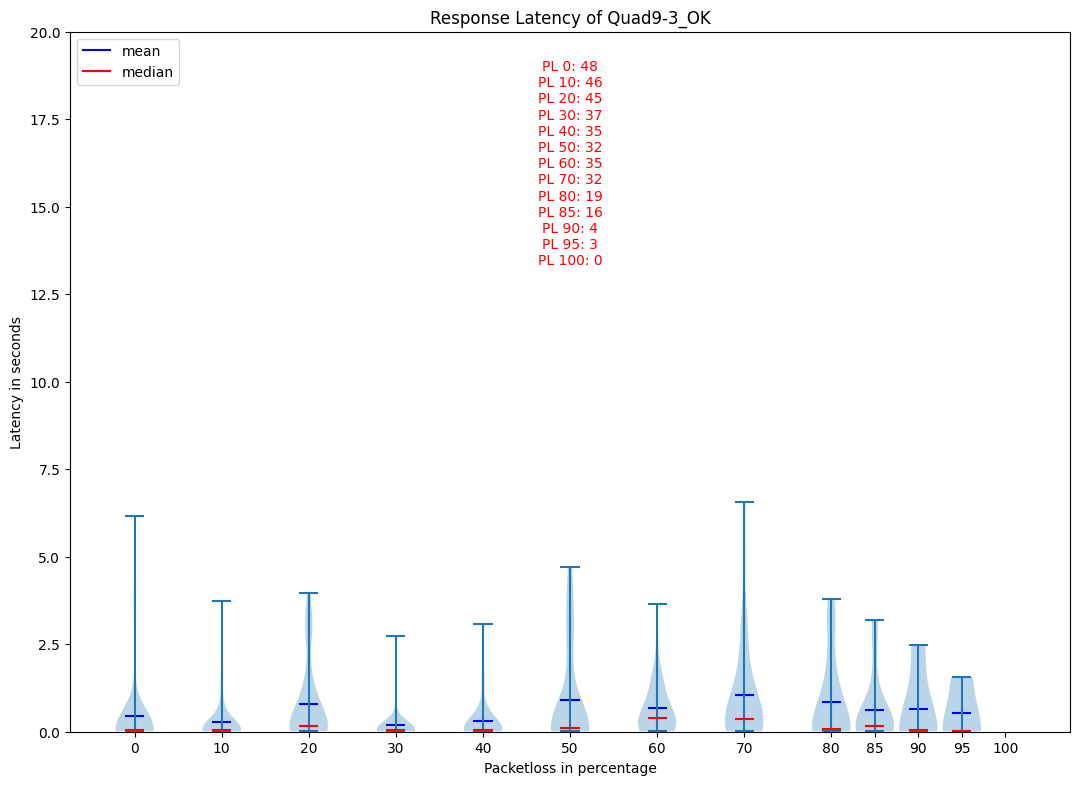 Response Latency of Quad9-3_OK
mean
median
PL 0: 48
PL 10: 46
PL 20: 45
PL 30: 37
PL 40: 35
PL 50: 32
PL 60: 35
PL 70: 32
PL 80: 19
PL 85: 16
PL 90: 4
PL 95: 3
PL 100: 0
Latency in seconds
20.0
17.5
15.0
12.5
10.0
7.5
5.0
2.5
0.0
0 10 20 30 40 50 60 70 80 85 90 95 100
Packetloss in percentage